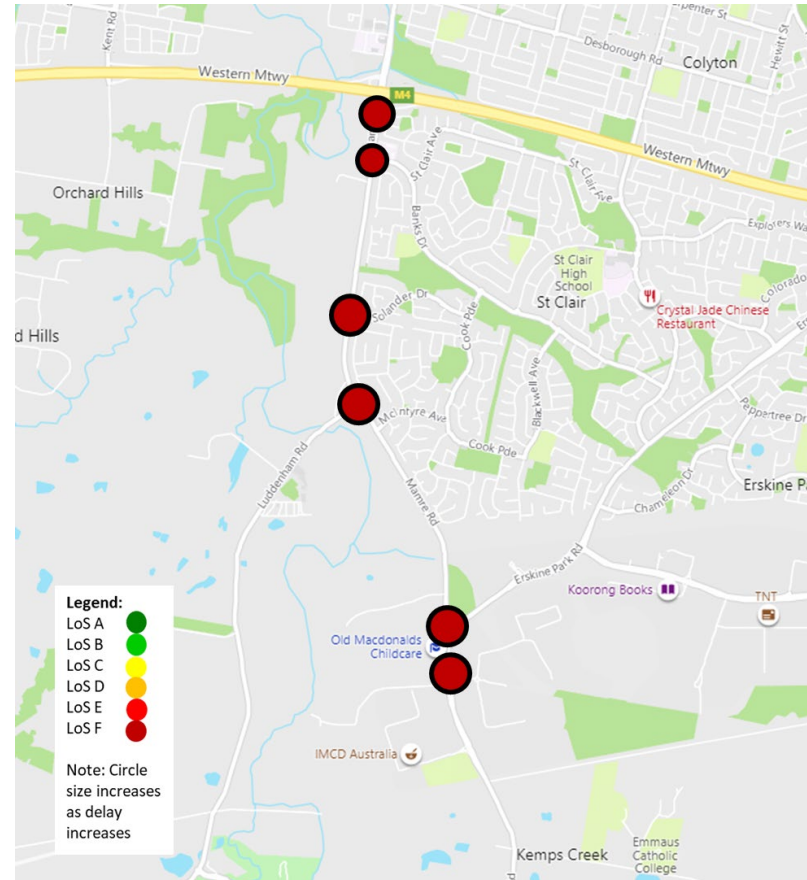 Kent Rd
arpenter St
Desborough Rd
Hewitt St
Colyton
Western Mtwy
M4
St Clair Ave
Western Mtwy
St Clair Ave
Orchard Hills
Banks Dr
Explorers Wa
St Clair
High
School
Colorado
St Clair
Solander Dr
Cook Pde
Crystal Jade Chinese
Restaurant
d Hills
Blackwell Ave
McIntyre Ave
Peppertree Dr
Cook Pde
Luddenham Rd
Mamre Rd
Chameleon Dr
Erskine Pa
Erskine Park Rd
Koorong Books
TNT
Old Macdonalds
Childcare
Legend:
LoS A
LoS B
LoS C
LoS D
LoS E
LoS F
Note: Circle
size increases
as delay
increases
IMCD Australia
Kemps Creek
Emmaus
Catholic
College